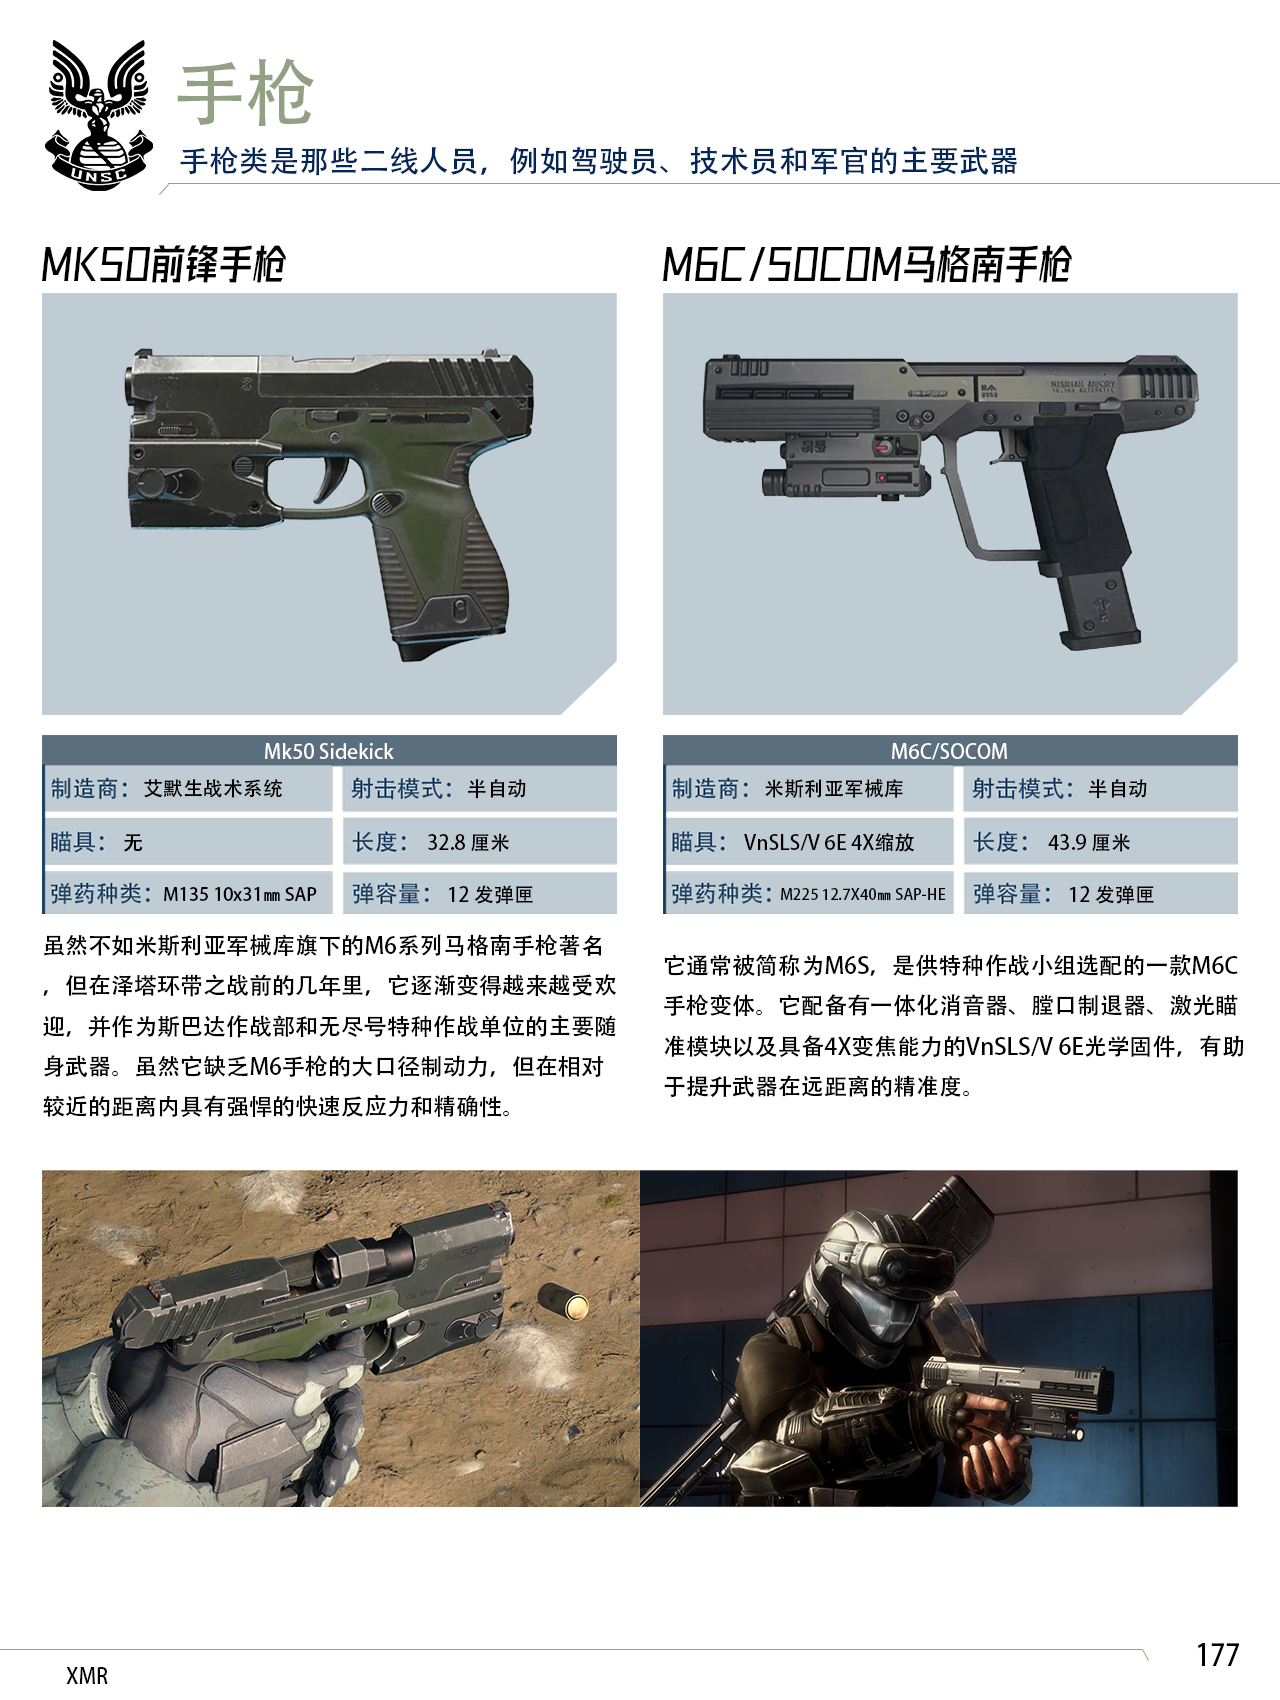 UNSC
手枪
手枪类是那些二线人员，例如驾驶员、技术员和军官的主要武器
MK50前锋手枪
Mk50 Sidekick
制造商：艾默生战术系统
射击模式：半自动
瞄具：无
长度：32.8 厘米
弹药种类：M135 10x31㎜ SAP
弹容量：12 发弹匣
虽然不如米斯利亚军械库旗下的M6系列马格南手枪著名
，但在泽塔环带之战前的几年里，它逐渐变得越来越受欢
迎，并作为斯巴达作战部和无尽号特种作战单位的主要随
身武器。虽然它缺乏M6手枪的大口径制动力，但在相对
较近的距离内具有强悍的快速反应力和精确性。
M6C/SOCOM马格南手枪
MISRIAH ARMORY
M6C/SOCOM
制造商：米斯利亚军械库
射击模式：半自动
瞄具：VnSLS/V 6E 4X缩放
长度：43.9 厘米
弹药种类：M225 12.7X40㎜ SAP-HE
弹容量：12 发弹匣
它通常被简称为M6S，是供特种作战小组选配的一款M6C
手枪变体。它配备有一体化消音器、膛口制退器、激光瞄
准模块以及具备4X变焦能力的VnSLS/V 6E光学固件，有助
于提升武器在远距离的精准度。
177
XMR